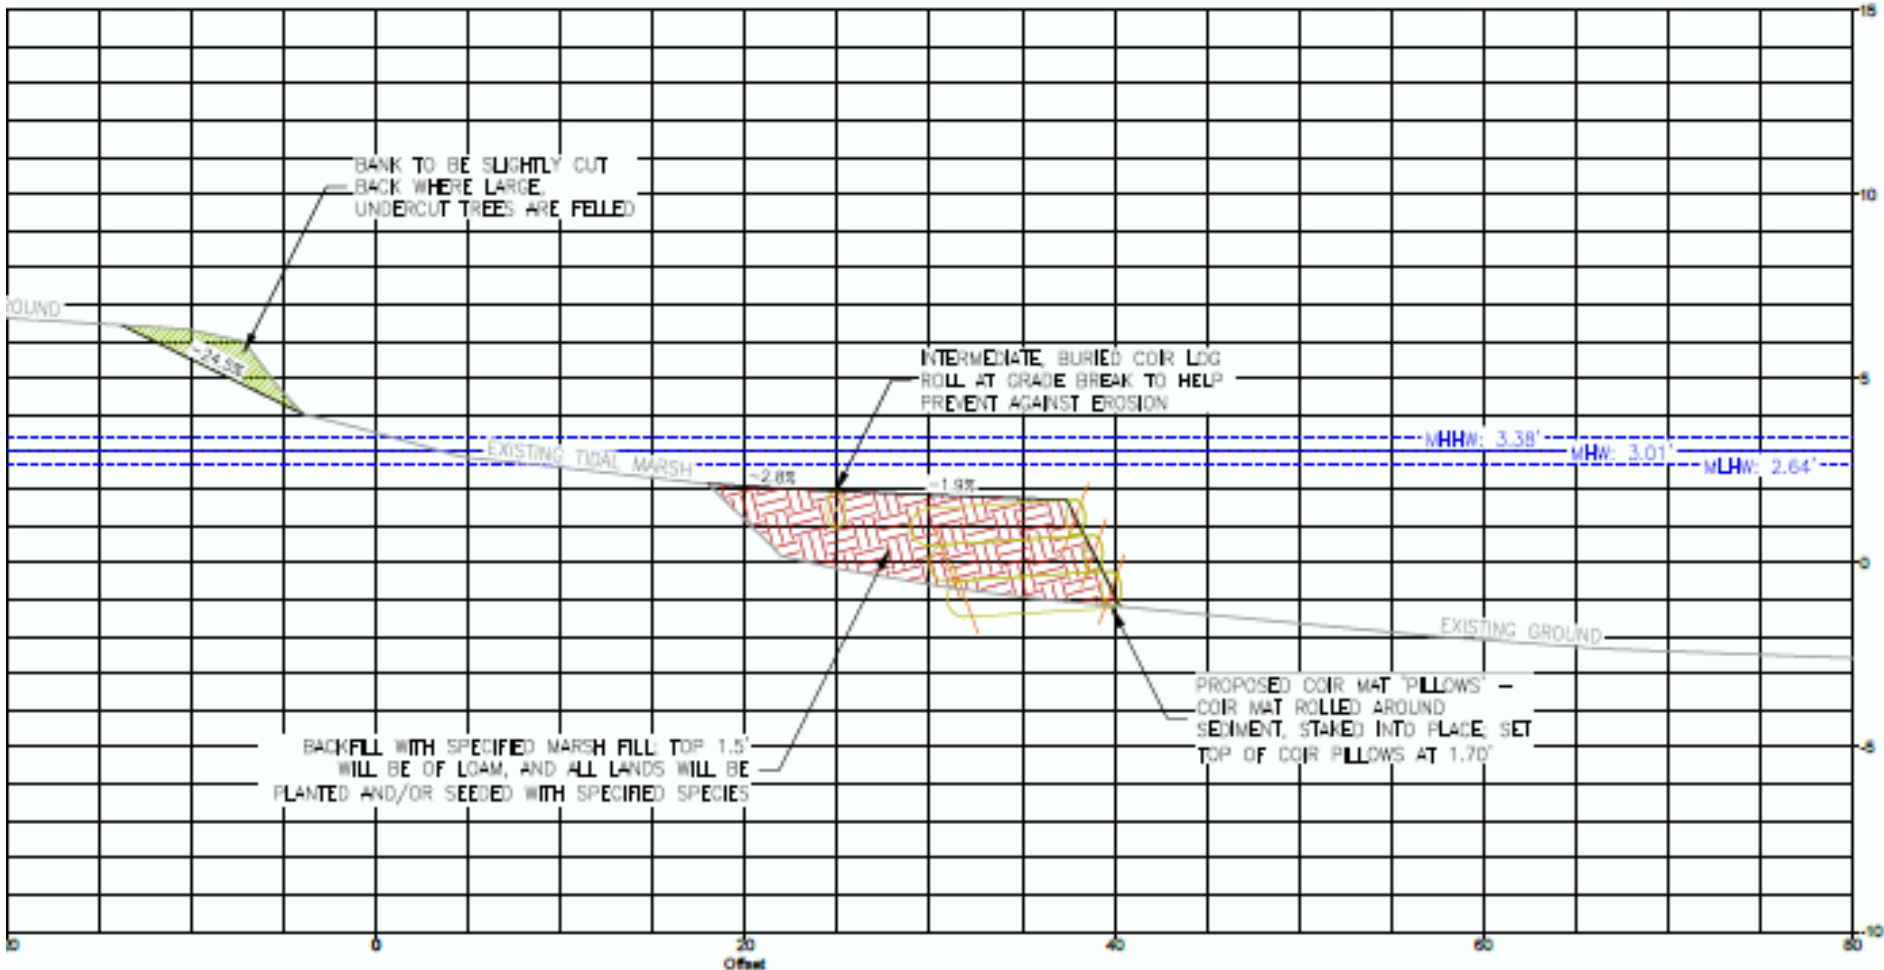 15
BANK TO BE SLIGHTLY CUT
BACK WHERE LARGE,
UNDERCUT TREES ARE FELLED
10
ROUND
-24.9%
INTERMEDIATE, BURIED COIR LOG
ROLL AT GRADE BREAK TO HELP
PREVENT AGAINST EROSION
5
MHHW: 3.38'
MHW: 3.01'
MLHW: 2.64'
EXISTING TIDAL MARSH
-2.8%
-1.9%
0
EXISTING GROUND
PROPOSED COIR MAT 'PILLOWS' –
COIR MAT ROLLED AROUND
SEDIMENT, STAKED INTO PLACE; SET
TOP OF COIR PILLOWS AT 1.70'
BACKFILL WITH SPECIFIED MARSH FILL: TOP 1.5'
WILL BE OF LOAM, AND ALL LANDS WILL BE
PLANTED AND/OR SEEDED WITH SPECIFIED SPECIES
-5
-10
0
20
40
60
80
Offset